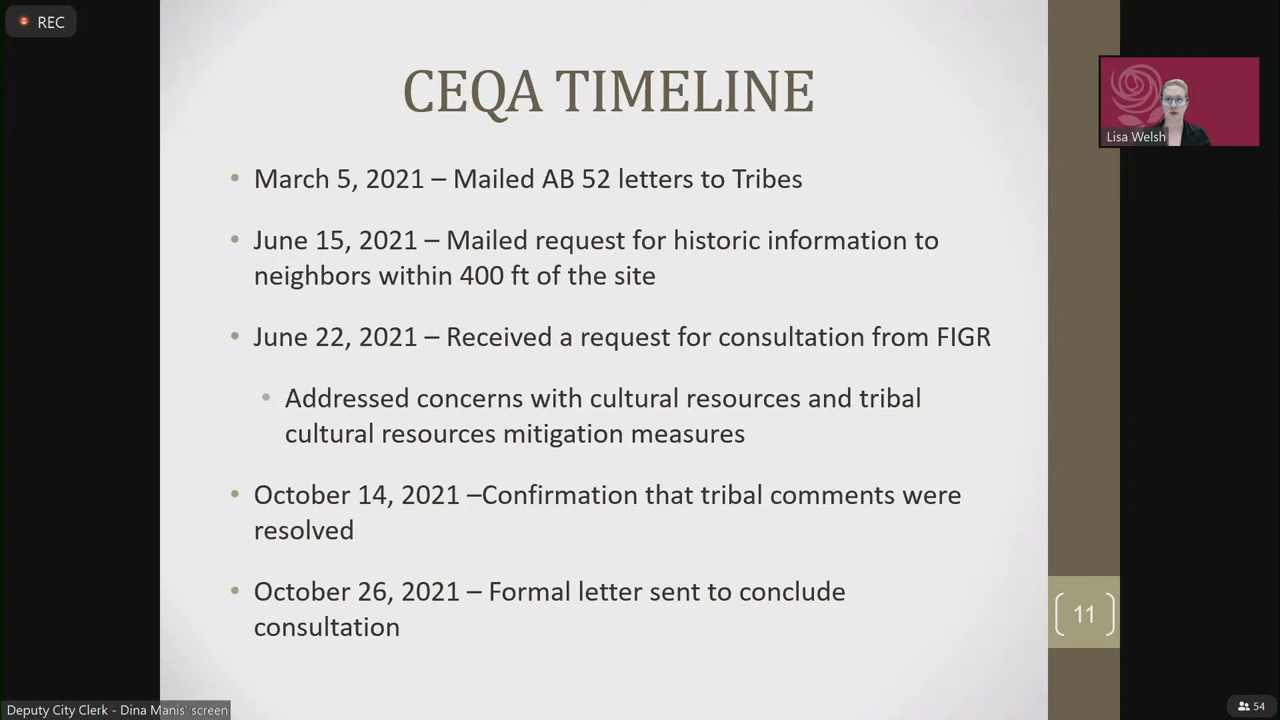 REC
CEQA TIMELINE
Lisa Welsh
• March 5, 2021 – Mailed AB 52 letters to Tribes
• June 15, 2021 – Mailed request for historic information to
neighbors within 400 ft of the site
• June 22, 2021 – Received a request for consultation from FIGR
• Addressed concerns with cultural resources and tribal
cultural resources mitigation measures
• October 14, 2021 –Confirmation that tribal comments were
resolved
• October 26, 2021 – Formal letter sent to conclude
consultation
11
Deputy City Clerk - Dina Manis' screen
54